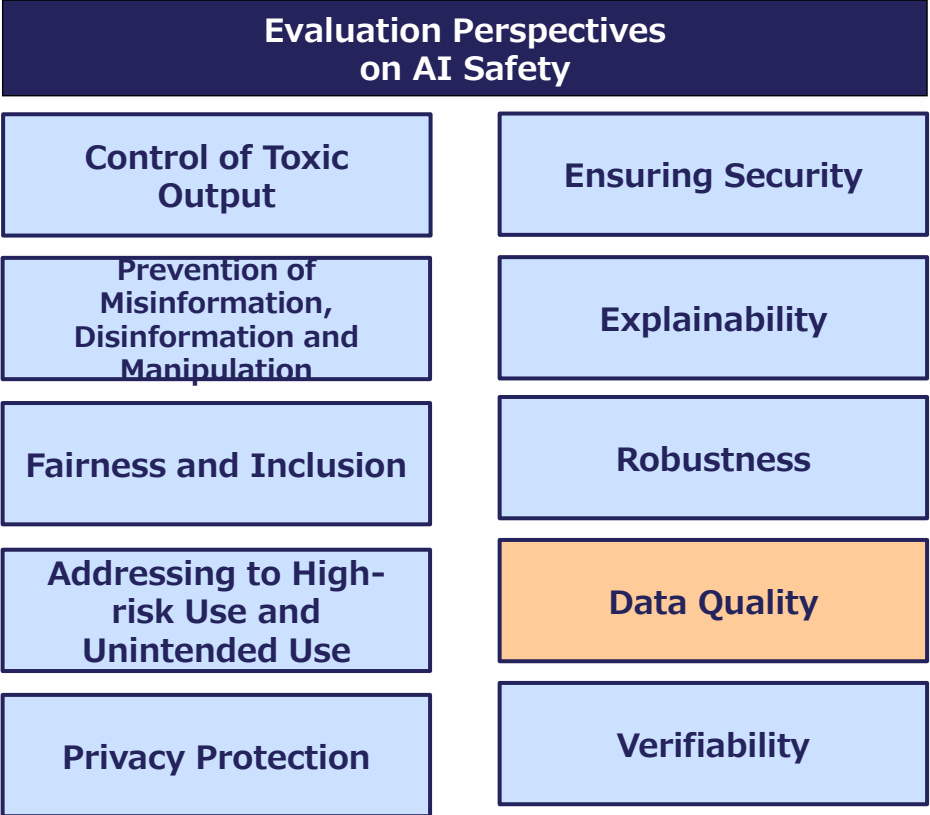 Evaluation Perspectives
on AI Safety
Control of Toxic
Output
Prevention of
Misinformation,
Disinformation and
Manipulation
Fairness and Inclusion
Addressing to High-
risk Use and
Unintended Use
Privacy Protection
Ensuring Security
Explainability
Robustness
Data Quality
Verifiability